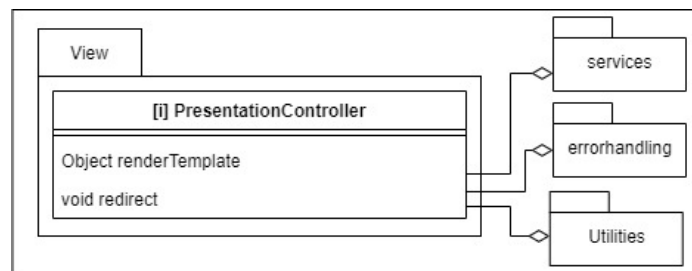 View
[i] PresentationController
Object renderTemplate
void redirect
services
errorhandling
Utilities